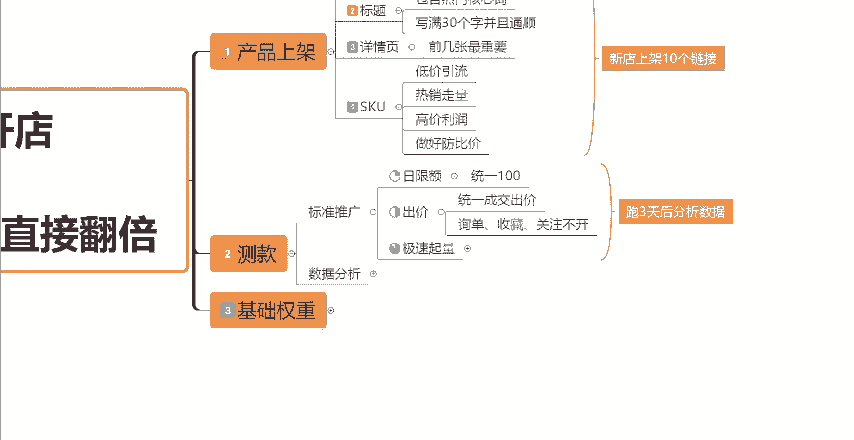 2 标题
写满30个字并且通顺
1 产品上架
3 详情页
前几张最重要
新店上架10个链接
低价引流
SKU
热销走量
高价利润
做好防比价
开店
直接翻倍
日限额
统一100
标准推广
出价
统一成交出价
询单、收藏、关注不开
跑3天后分析数据
2 测款
极速起量
数据分析
3 基础权重